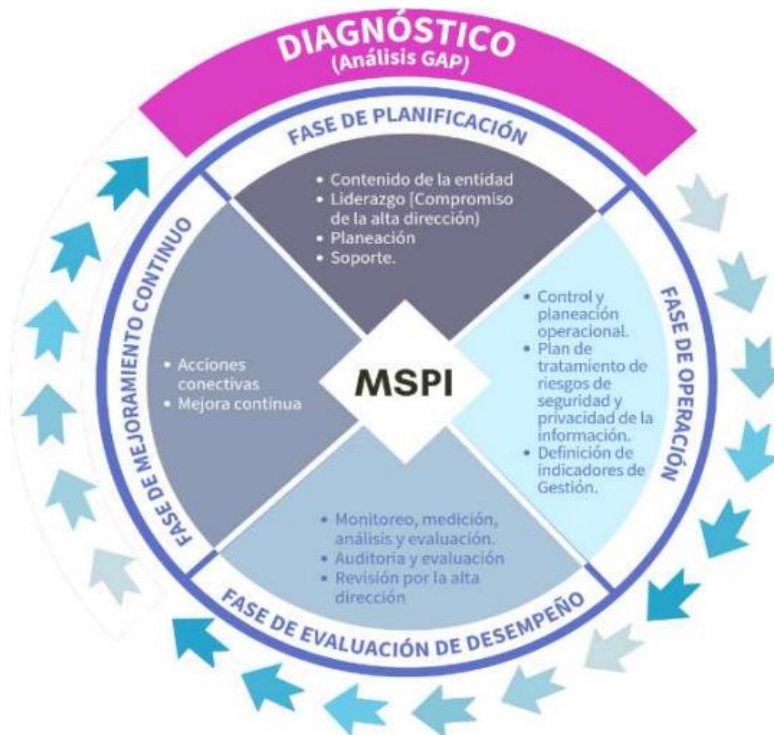 DIAGNÓSTICO
(Análisis GAP)
FASE DE PLANIFICACIÓN
• Contenido de la entidad
• Liderazgo [Compromiso
de la alta dirección)
• Planeación
• Soporte.
FASE DE OPERACIÓN
• Control y
planeación
operacional.
• Plan de
tratamiento de
riesgos de
seguridad y
privacidad de la
información.
• Definición de
indicadores de
Gestión.
MSPI
FASE DE EVALUACIÓN DE DESEMPEÑO
• Monitoreo, medición,
análisis y evaluación.
• Auditoria y evaluación
• Revisión por la alta
dirección
FASE DE MEJORAMIENTO CONTINUO
• Acciones
conectivas
• Mejora continua